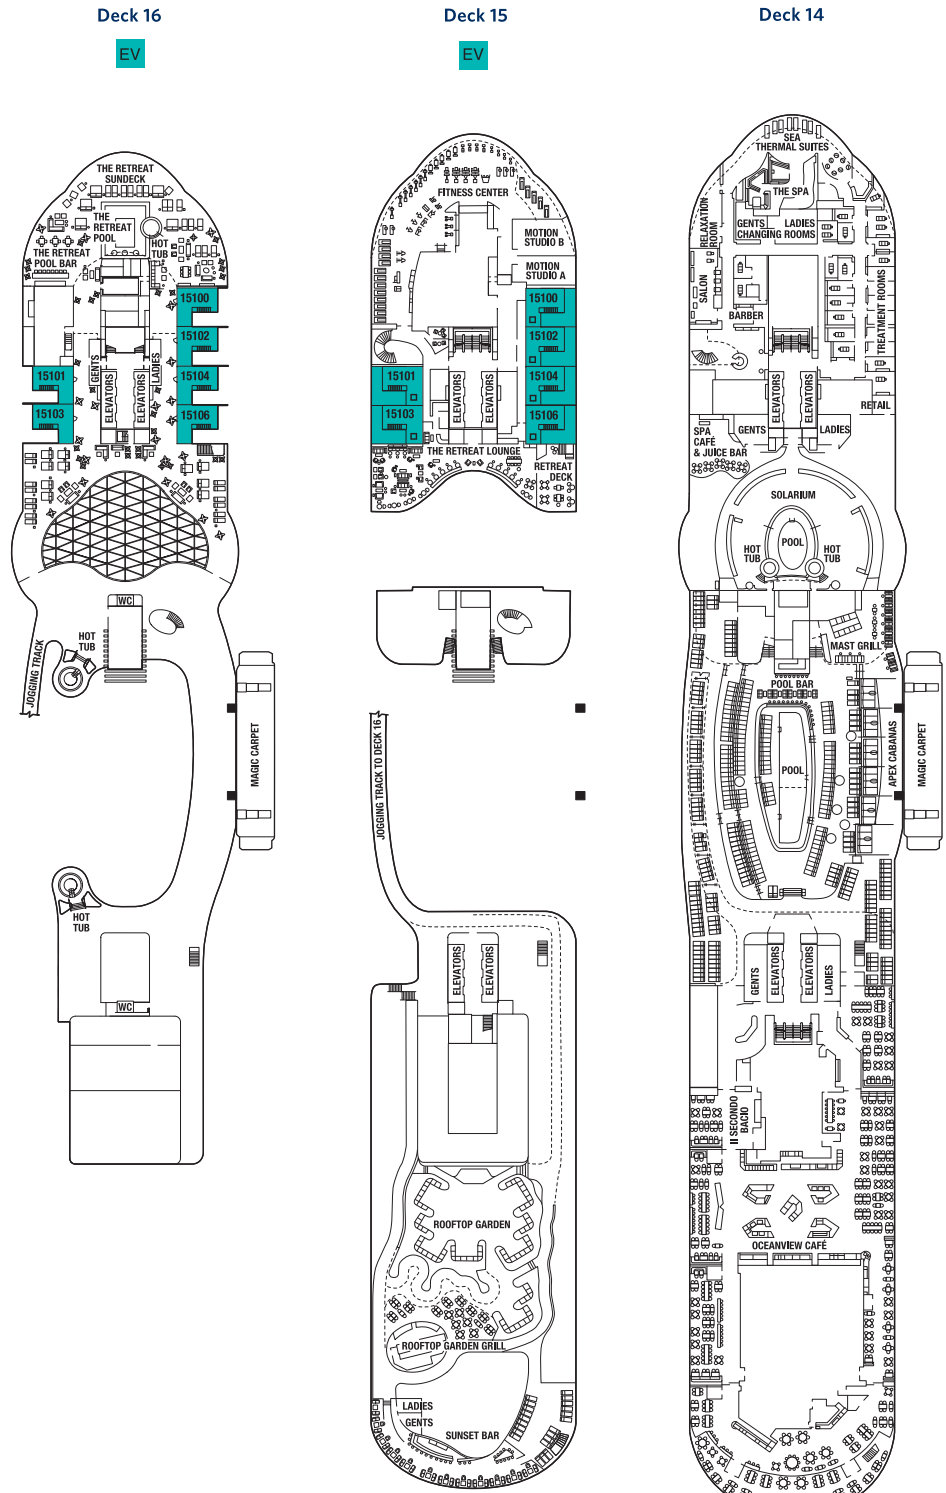 Deck 16
EV
THE RETREAT
SUNDECK
THE
RETREAT
POOL
HOT
TUB
THE RETREAT
POOL BAR
15100
15102
GENTS
LADIES
15101
15104
ELEVATORS
ELEVATORS
15103
15106
WC
HOT
TUB
JOGGING TRACK
MAGIC CARPET
HOT
TUB
WC
Deck 15
EV
FITNESS CENTER
MOTION
STUDIO B
MOTION
STUDIO A
15100
15102
15101
15104
ELEVATORS
ELEVATORS
15103
15106
THE RETREAT LOUNGE
RETREAT
DECK
JOGGING TRACK TO DECK 16
ELEVATORS
ELEVATORS
ROOFTOP GARDEN
ROOFTOP GARDEN GRILL
LADIES
GENTS
SUNSET BAR
Deck 14
SEA
THERMAL SUITES
THE SPA
RELAXATION
ROOM
GENTS
LADIES
CHANGING ROOMS
SALON
BARBER
TREATMENT ROOMS
ELEVATORS
ELEVATORS
RETAIL
SPA
CAFÉ
& JUICE BAR
GENTS
LADIES
SOLARIUM
POOL
HOT
TUB
HOT
TUB
MAST GRILL
POOL BAR
POOL
APEX CABANAS
MAGIC CARPET
GENTS
ELEVATORS
ELEVATORS
LADIES
Il SECONDO
BACIO
OCEANVIEW CAFÉ